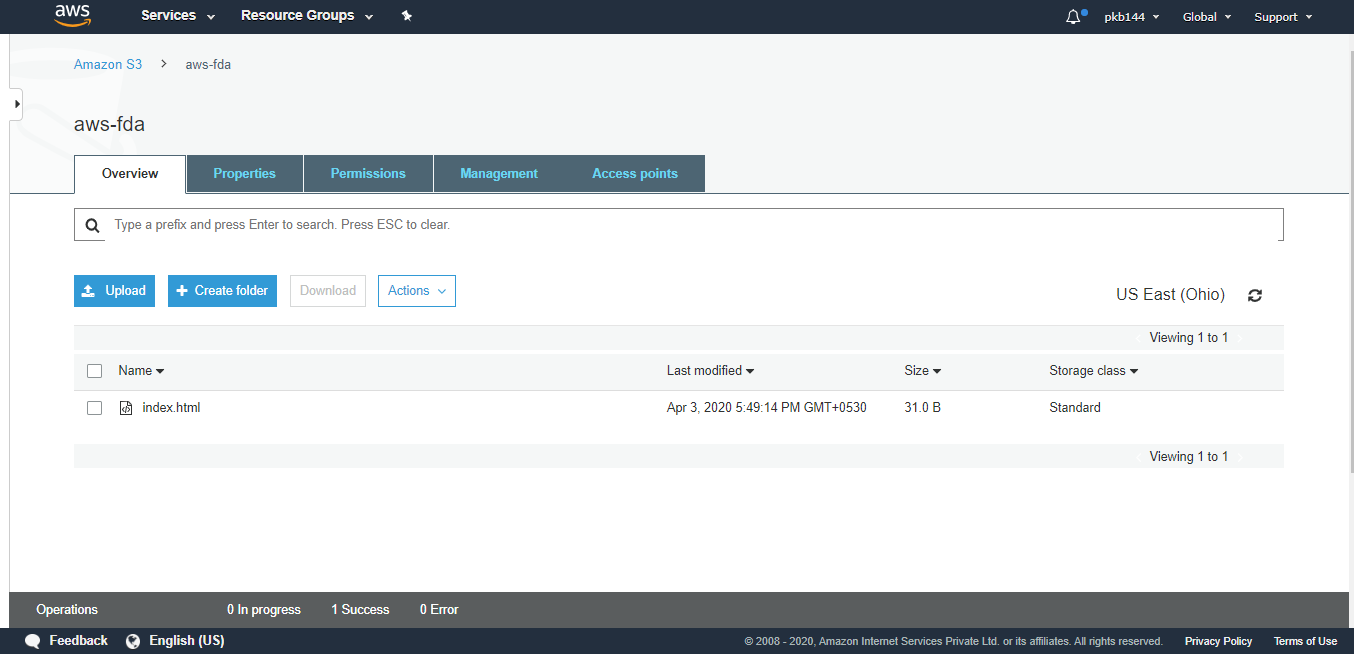 aws Services Resource Groups pkb144 Global Support
Amazon S3 > aws-fda
aws-fda
Overview Properties Permissions Management Access points
Type a prefix and press Enter to search. Press ESC to clear.
Upload + Create folder Download Actions
US East (Ohio)
Viewing 1 to 1
Name Last modified Size Storage class
index.html Apr 3, 2020 5:49:14 PM GMT+0530 31.0 B Standard
Viewing 1 to 1
Operations 0 In progress 1 Success 0 Error
Feedback English (US) © 2008 - 2020, Amazon Internet Services Private Ltd. or its affiliates. All rights reserved. Privacy Policy Terms of Use